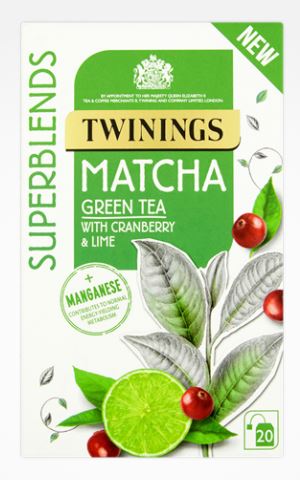 NEW
SUPERBLENDS
BY APPOINTMENT TO HER MAJESTY QUEEN ELIZABETH II
TEA & COFFEE MERCHANTS R. TWINING AND COMPANY LIMITED LONDON
TWININGS
MATCHA
GREEN TEA
WITH CRANBERRY
& LIME
+
MANGANESE
CONTRIBUTES TO NORMAL
ENERGY-YIELDING
METABOLISM
20